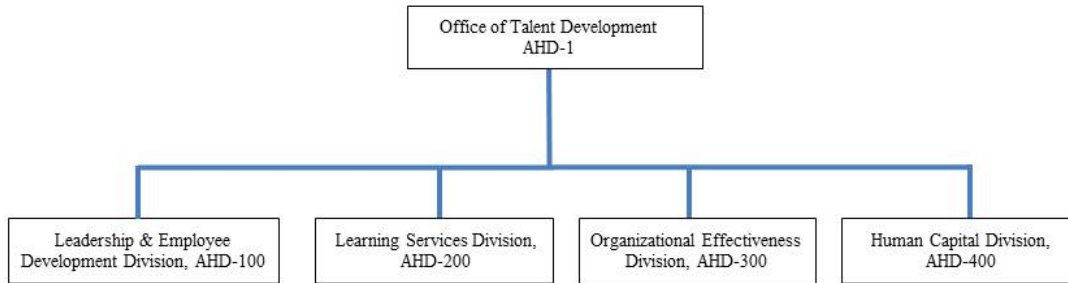 Office of Talent Development
AHD-1
Leadership & Employee
Development Division, AHD-100
Learning Services Division,
AHD-200
Organizational Effectiveness
Division, AHD-300
Human Capital Division,
AHD-400